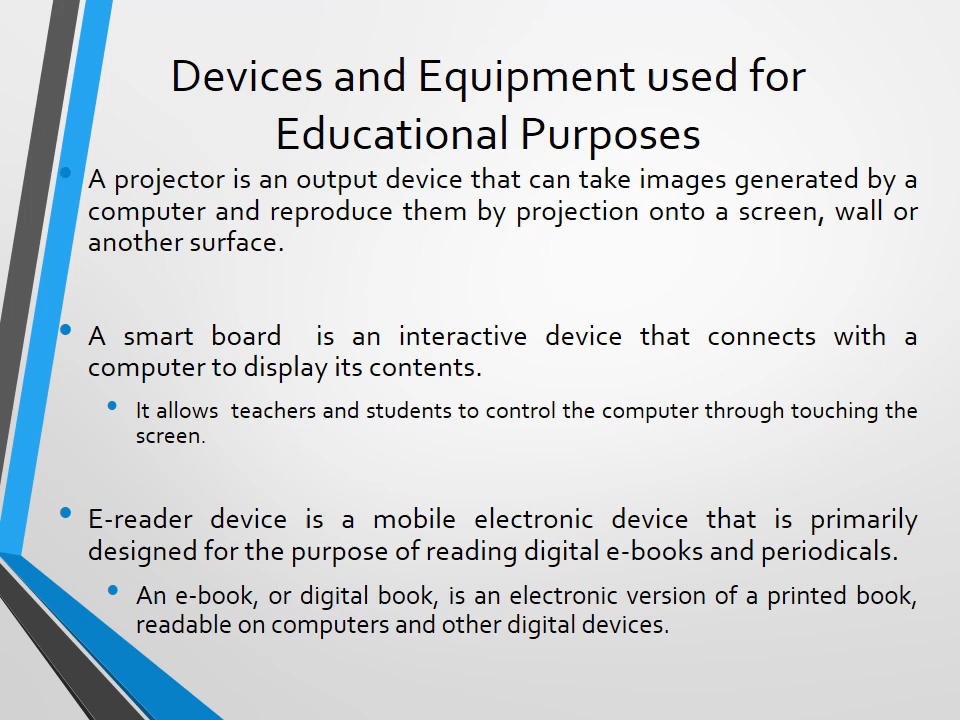 Devices and Equipment used for
Educational Purposes
• A projector is an output device that can take images generated by a
computer and reproduce them by projection onto a screen, wall or
another surface.
• A smart board  is an interactive device that connects with a
computer to display its contents.
• It allows  teachers and students to control the computer through touching the
screen.
• E-reader device is a mobile electronic device that is primarily
designed for the purpose of reading digital e-books and periodicals.
• An e-book, or digital book, is an electronic version of a printed book,
readable on computers and other digital devices.